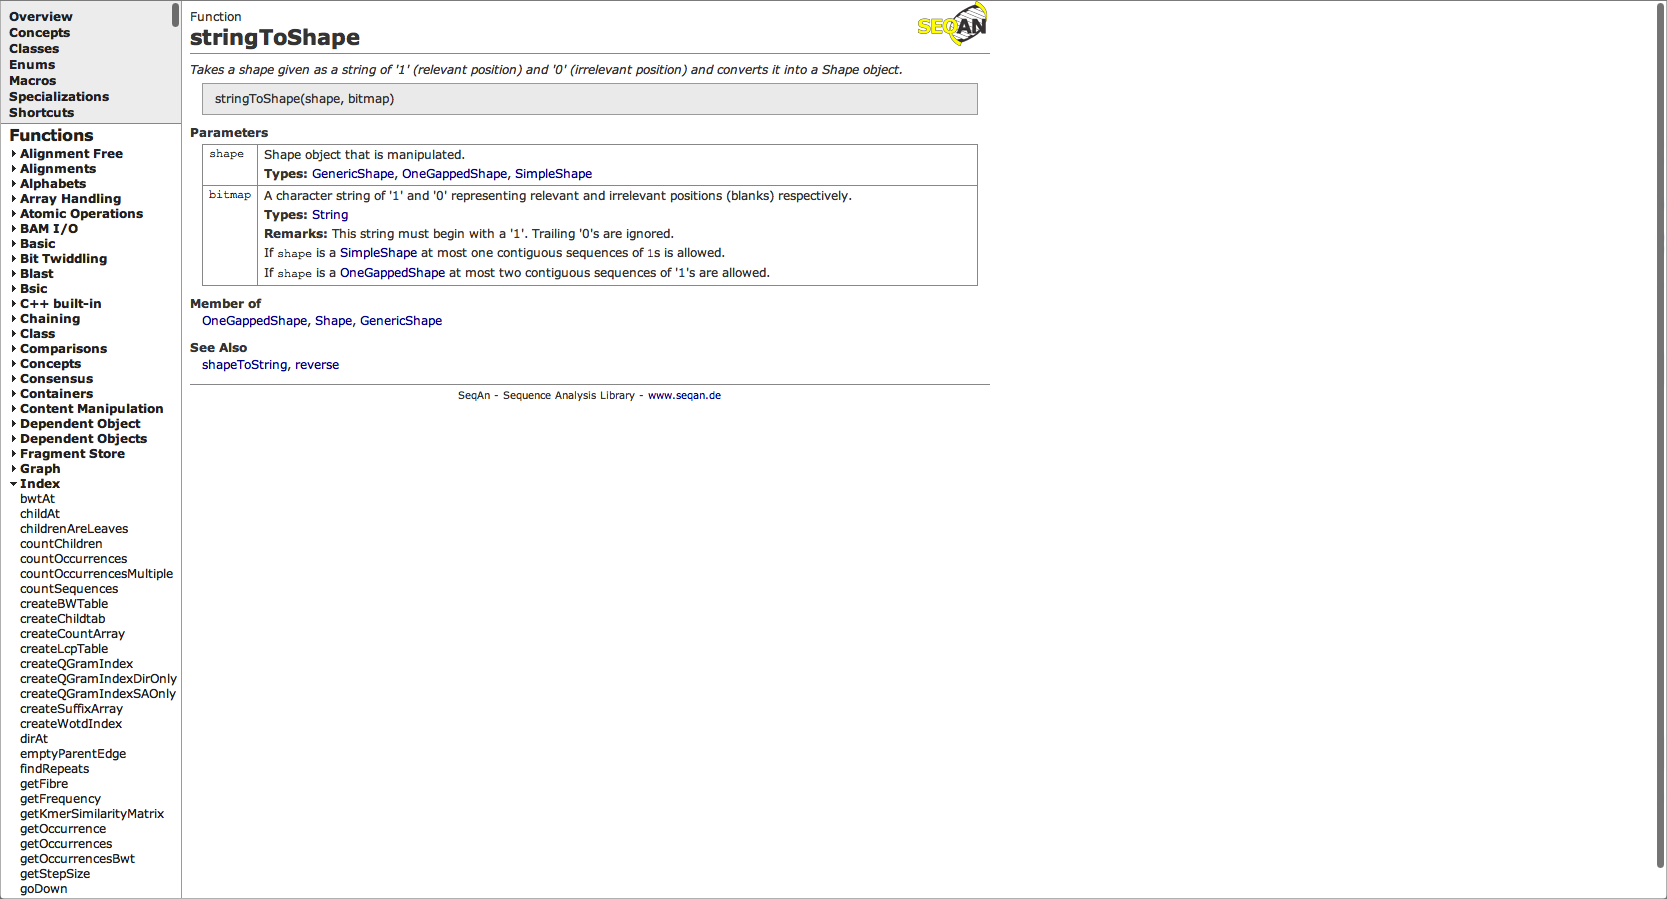 Overview
Concepts
Classes
Enums
Macros
Specializations
Shortcuts
Functions
Alignment Free
Alignments
Alphabets
Array Handling
Atomic Operations
BAM I/O
Basic
Bit Twiddling
Blast
Bsic
C++ built-in
Chaining
Class
Comparisons
Concepts
Consensus
Containers
Content Manipulation
Dependent Object
Dependent Objects
Fragment Store
Graph
Index
bwtAt
childAt
childrenAreLeaves
countChildren
countOccurrences
countOccurrencesMultiple
countSequences
createBWTable
createChildtab
createCountArray
createLcpTable
createQGramIndex
createQGramIndexDirOnly
createQGramIndexSAOnly
createSuffixArray
createWotdIndex
dirAt
emptyParentEdge
findRepeats
getFibre
getFrequency
getKmerSimilarityMatrix
getOccurrence
getOccurrences
getOccurrencesBwt
getStepSize
goDown
Function
stringToShape
SEQAN
Takes a shape given as a string of '1' (relevant position) and '0' (irrelevant position) and converts it into a Shape object.
stringToShape(shape, bitmap)
Parameters
shape Shape object that is manipulated.
Types: GenericShape, OneGappedShape, SimpleShape
bitmap A character string of '1' and '0' representing relevant and irrelevant positions (blanks) respectively.
Types: String
Remarks: This string must begin with a '1'. Trailing '0's are ignored.
If shape is a SimpleShape at most one contiguous sequences of 1s is allowed.
If shape is a OneGappedShape at most two contiguous sequences of '1's are allowed.
Member of
OneGappedShape, Shape, GenericShape
See Also
shapeToString, reverse
SeqAn - Sequence Analysis Library - www.seqan.de